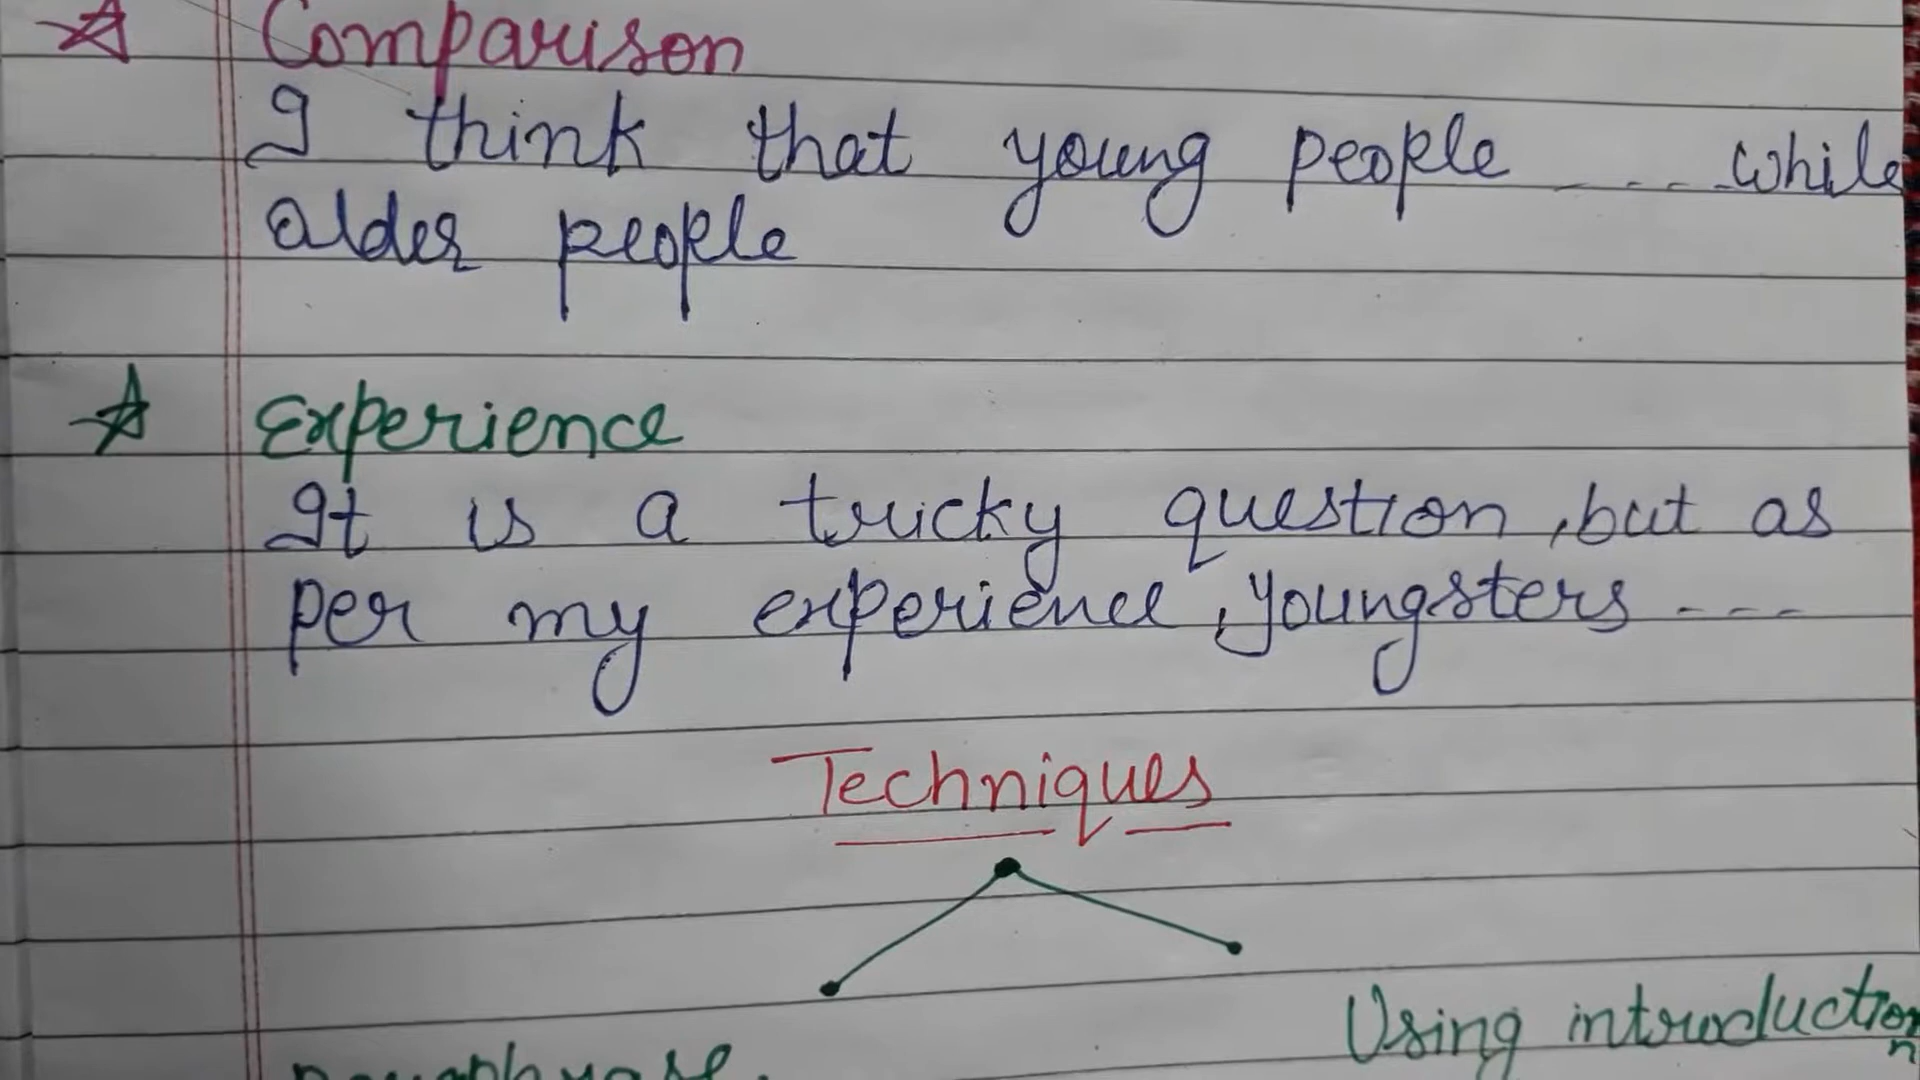 Comparison
I think that young people ---- while
older people
Experience
It is a tricky question, but as
per my experience, youngsters ---
Techniques
Using introduction
paraphrase.